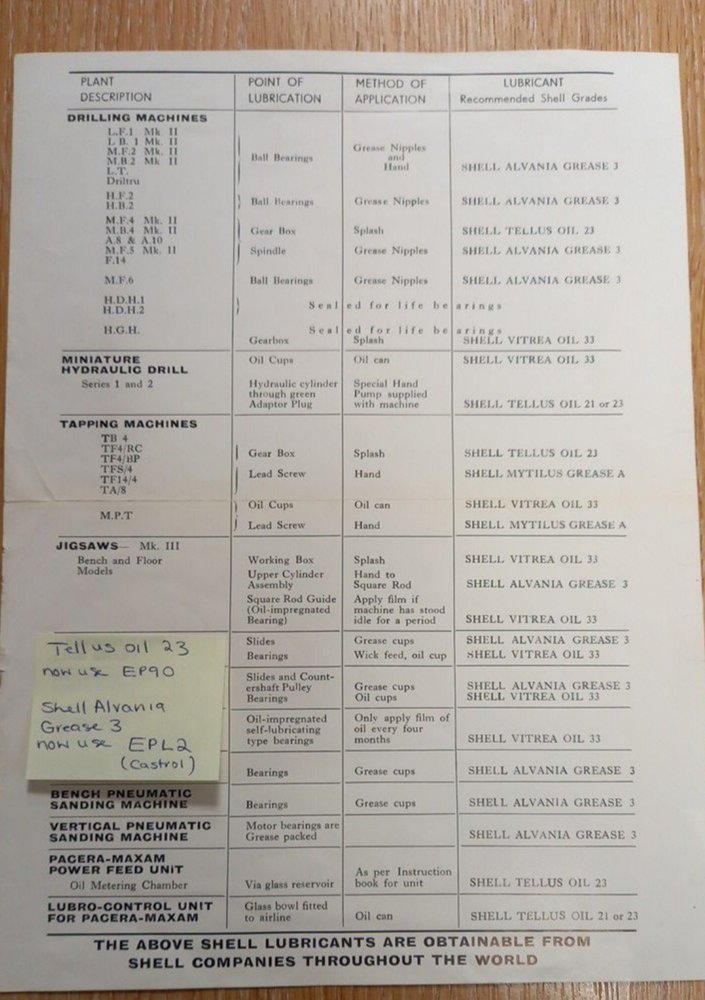 PLANT DESCRIPTION POINT OF LUBRICATION METHOD OF APPLICATION LUBRICANT Recommended Shell Grades
DRILLING MACHINES
L.F.1 Mk. II
L.B. 1 Mk. II
M.F.2 Mk. II
M.B.2 Mk. II
L.T.
Driltru
Ball Bearings Grease Nipples and Hand SHELL ALVANIA GREASE 3
H.F.2
H.B.2
Ball Bearings Grease Nipples SHELL ALVANIA GREASE 3
M.F.4 Mk. II
M.B.4 Mk. II
A.8 & A.10
M.F.5 Mk. II
F.14
Gear Box Splash SHELL TELLUS OIL 23
Spindle Grease Nipples SHELL ALVANIA GREASE 3
M.F.6 Ball Bearings Grease Nipples SHELL ALVANIA GREASE 3
H.D.H.1
H.D.H.2
Sealed for life bearings
H.G.H. Sealed for life bearings
Gearbox Splash SHELL VITREA OIL 33
MINIATURE
HYDRAULIC DRILL
Series 1 and 2
Oil Cups Oil can SHELL VITREA OIL 33
Hydraulic cylinder through green Adaptor Plug Special Hand Pump supplied with machine SHELL TELLUS OIL 21 or 23
TAPPING MACHINES
TB 4
TF4/RC
TF4/BP
TFS/4
TF14/4
TA/8
Gear Box Splash SHELL TELLUS OIL 23
Lead Screw Hand SHELL MYTILUS GREASE A
M.P.T
Oil Cups Oil can SHELL VITREA OIL 33
Lead Screw Hand SHELL MYTILUS GREASE A
JIGSAWS— Mk. III
Bench and Floor
Models
Working Box Splash SHELL VITREA OIL 33
Upper Cylinder Assembly Hand to Square Rod SHELL ALVANIA GREASE 3
Square Rod Guide (Oil-impregnated Bearing) Apply film if machine has stood idle for a period SHELL VITREA OIL 33
Slides Grease cups SHELL ALVANIA GREASE 3
Bearings Wick feed, oil cup SHELL VITREA OIL 33
Slides and Countershaft Pulley Grease cups SHELL ALVANIA GREASE 3
Bearings Oil cups SHELL VITREA OIL 33
Oil-impregnated self-lubricating type bearings Only apply film of oil every four months SHELL VITREA OIL 33
Bearings Grease cups SHELL ALVANIA GREASE 3
Tellus oil 23
now use EP90
Shell Alvania
Grease 3
now use EPL2
(Castrol)
BENCH PNEUMATIC
SANDING MACHINE
Bearings Grease cups SHELL ALVANIA GREASE 3
VERTICAL PNEUMATIC
SANDING MACHINE
Motor bearings are Grease packed SHELL ALVANIA GREASE 3
PACERA-MAXAM
POWER FEED UNIT
Oil Metering Chamber Via glass reservoir As per Instruction book for unit SHELL TELLUS OIL 23
LUBRO-CONTROL UNIT
FOR PACERA-MAXAM
Glass bowl fitted to airline Oil can SHELL TELLUS OIL 21 or 23
THE ABOVE SHELL LUBRICANTS ARE OBTAINABLE FROM
SHELL COMPANIES THROUGHOUT THE WORLD